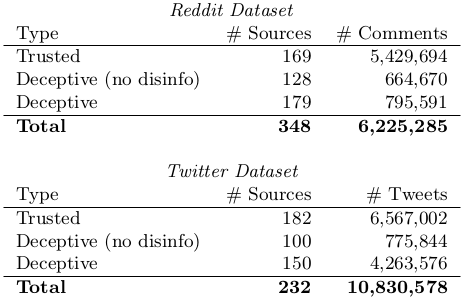 Reddit Dataset
Type # Sources # Comments
Trusted 169 5,429,694
Deceptive (no disinfo) 128 664,670
Deceptive 179 795,591
Total 348 6,225,285
Twitter Dataset
Type # Sources # Tweets
Trusted 182 6,567,002
Deceptive (no disinfo) 100 775,844
Deceptive 150 4,263,576
Total 232 10,830,578